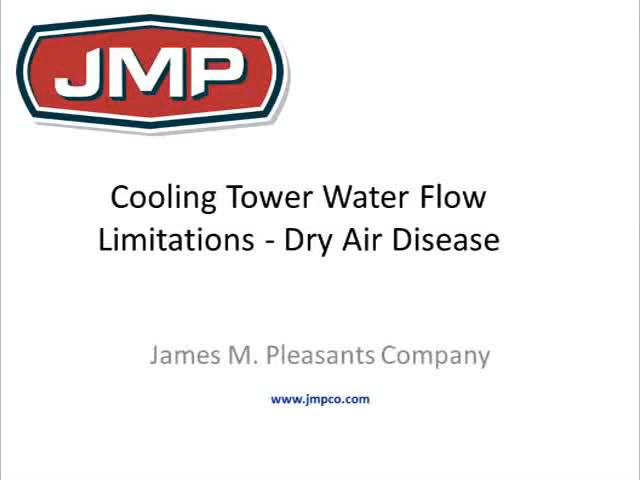 JMP
Cooling Tower Water Flow
Limitations - Dry Air Disease
James M. Pleasants Company
www.jmpco.com